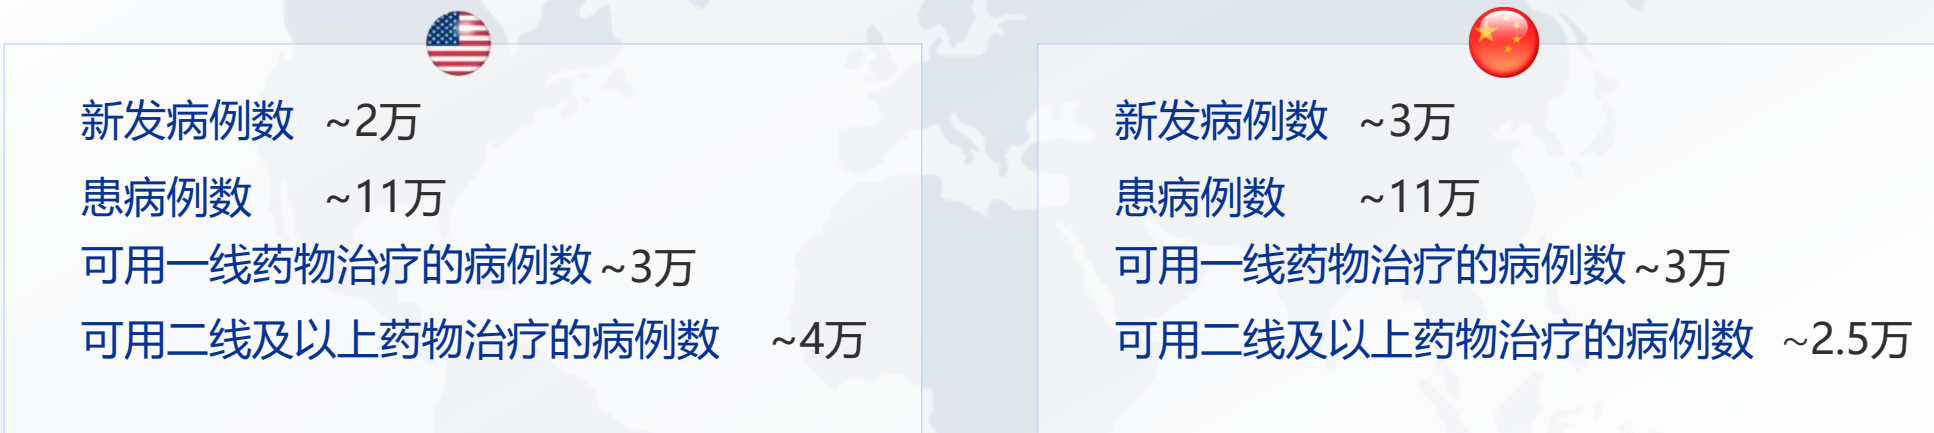 新发病例数 ~2万
患病例数 ~11万
可用一线药物治疗的病例数 ~3万
可用二线及以上药物治疗的病例数 ~4万
新发病例数 ~3万
患病例数 ~11万
可用一线药物治疗的病例数 ~3万
可用二线及以上药物治疗的病例数 ~2.5万